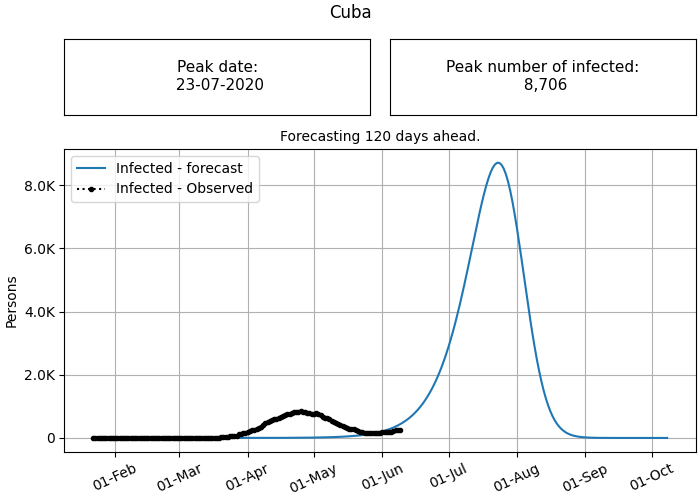 Cuba
Peak date:
23-07-2020
Peak number of infected:
8,706
Forecasting 120 days ahead.
Infected - forecast
Infected - Observed
Persons
8.0K
6.0K
4.0K
2.0K
0
01-Feb
01-Mar
01-Apr
01-May
01-Jun
01-Jul
01-Aug
01-Sep
01-Oct